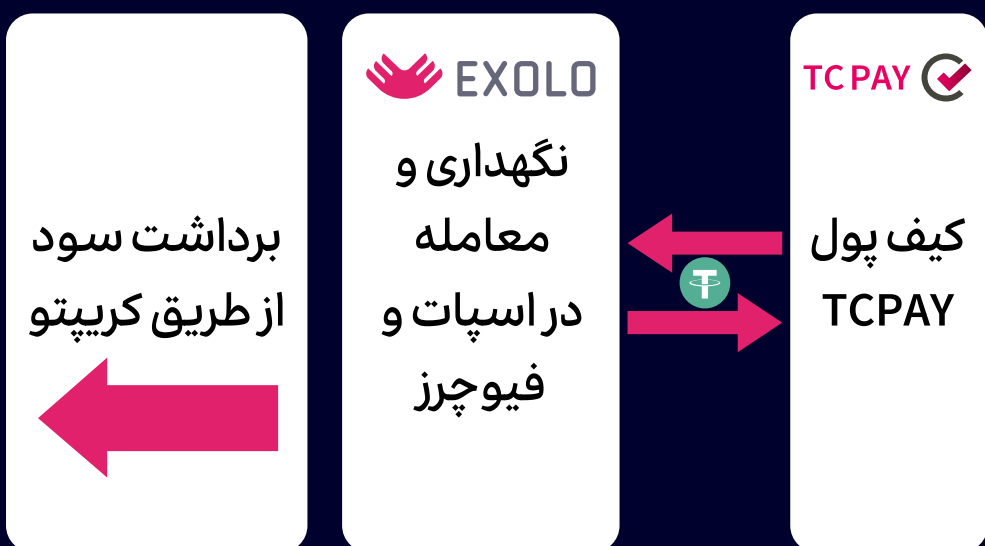 TC PAY
کیف پول
TCPAY
EXOLO
نگهداری و
معامله
در اسپات و
فیوچرز
برداشت سود
از طریق کریپتو